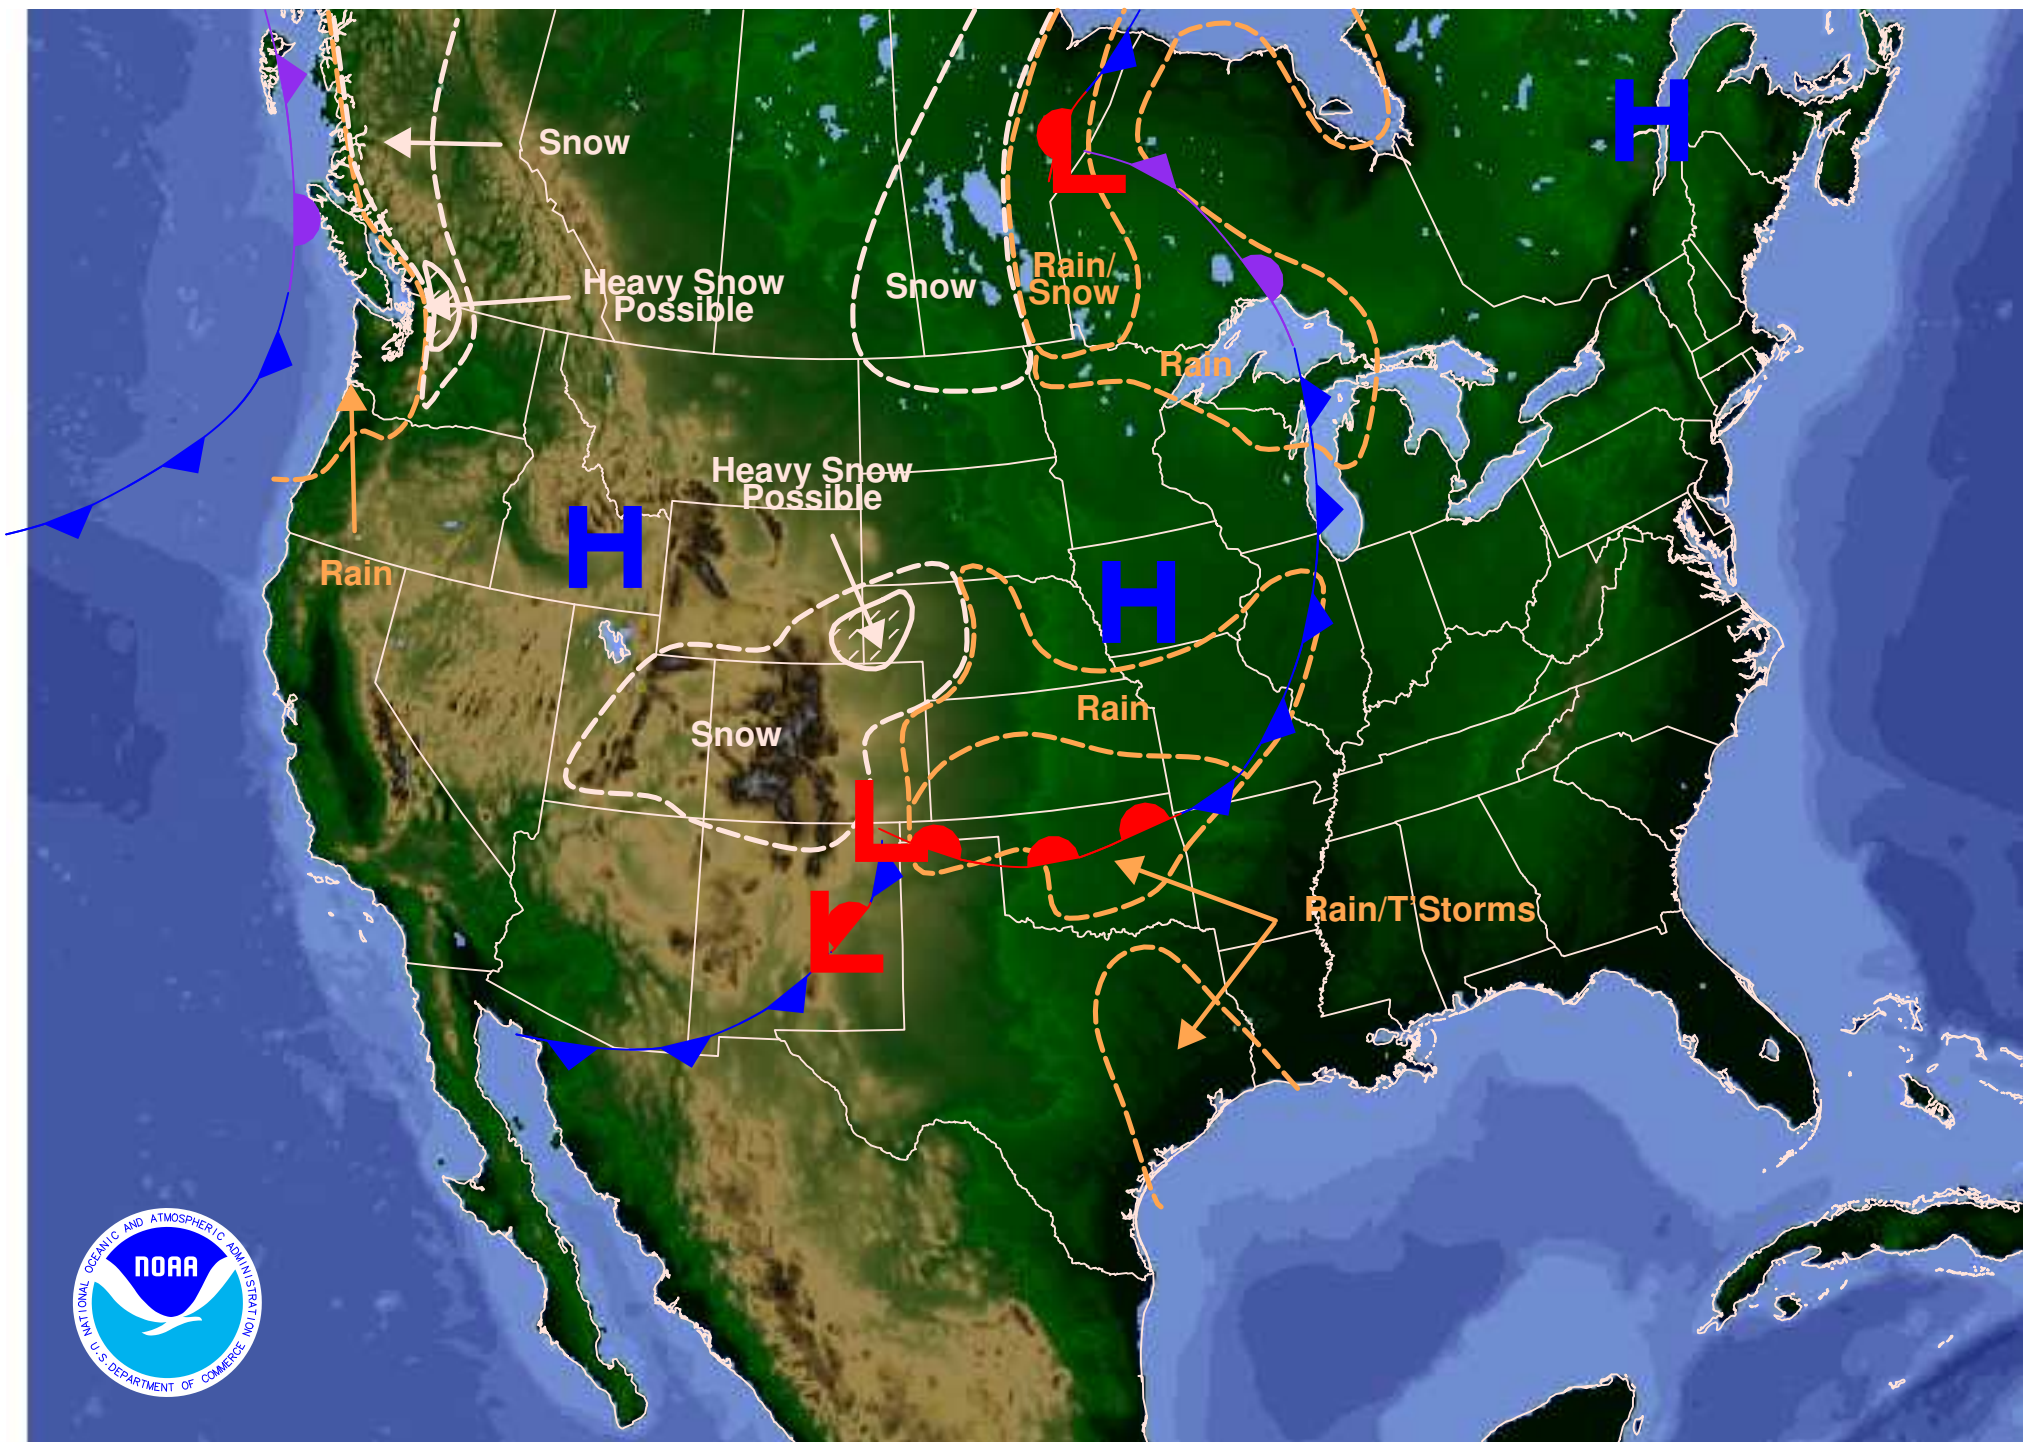 H
Snow
L
Rain/
Snow
Heavy Snow
Possible
Snow
Rain
Heavy Snow
Possible
H
Rain
H
Rain
Snow
L
L
Rain/T'Storms
NATIONAL OCEANIC AND ATMOSPHERIC ADMINISTRATION
NOAA
U.S. DEPARTMENT OF COMMERCE